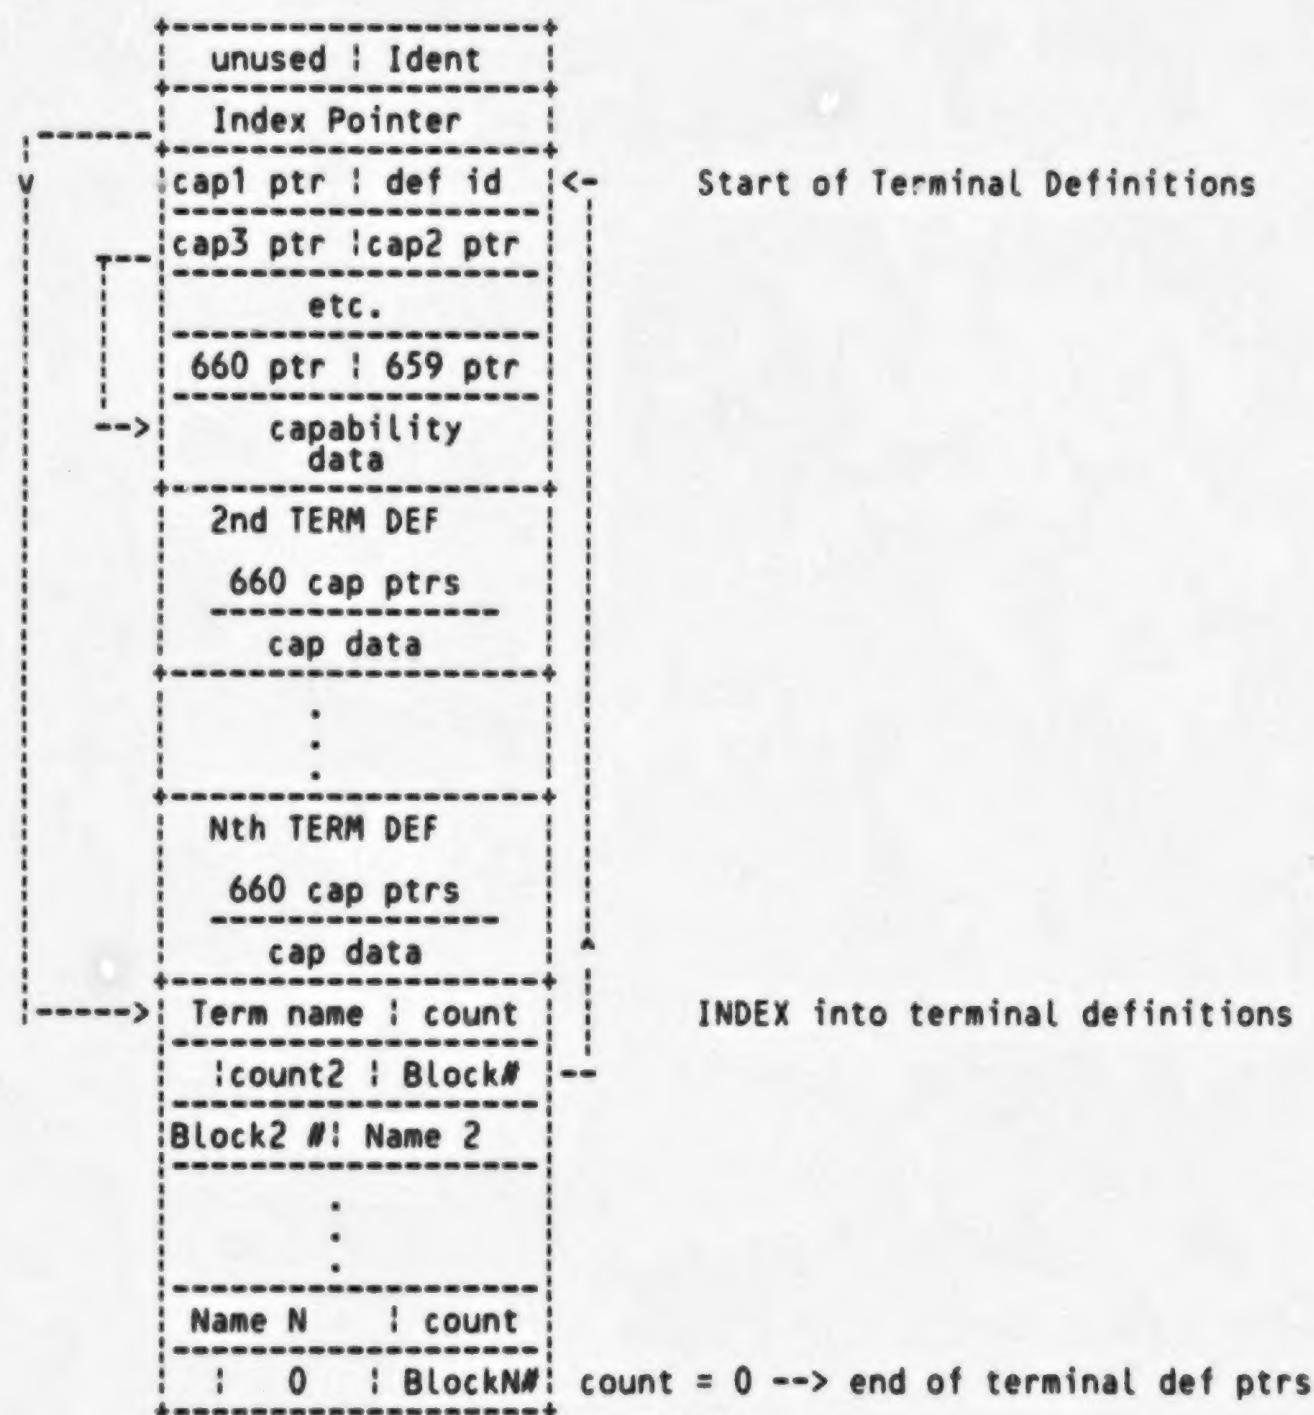 unused | Ident
Index Pointer
cap1 ptr | def id <- Start of Terminal Definitions
cap3 ptr |cap2 ptr
etc.
660 ptr | 659 ptr
--> capability
data
2nd TERM DEF
660 cap ptrs
cap data
.
.
.
Nth TERM DEF
660 cap ptrs
cap data
-----> Term name | count INDEX into terminal definitions
|count2 | Block# --
Block2 #| Name 2
.
.
.
Name N | count
| 0 | BlockN# count = 0 --> end of terminal def ptrs